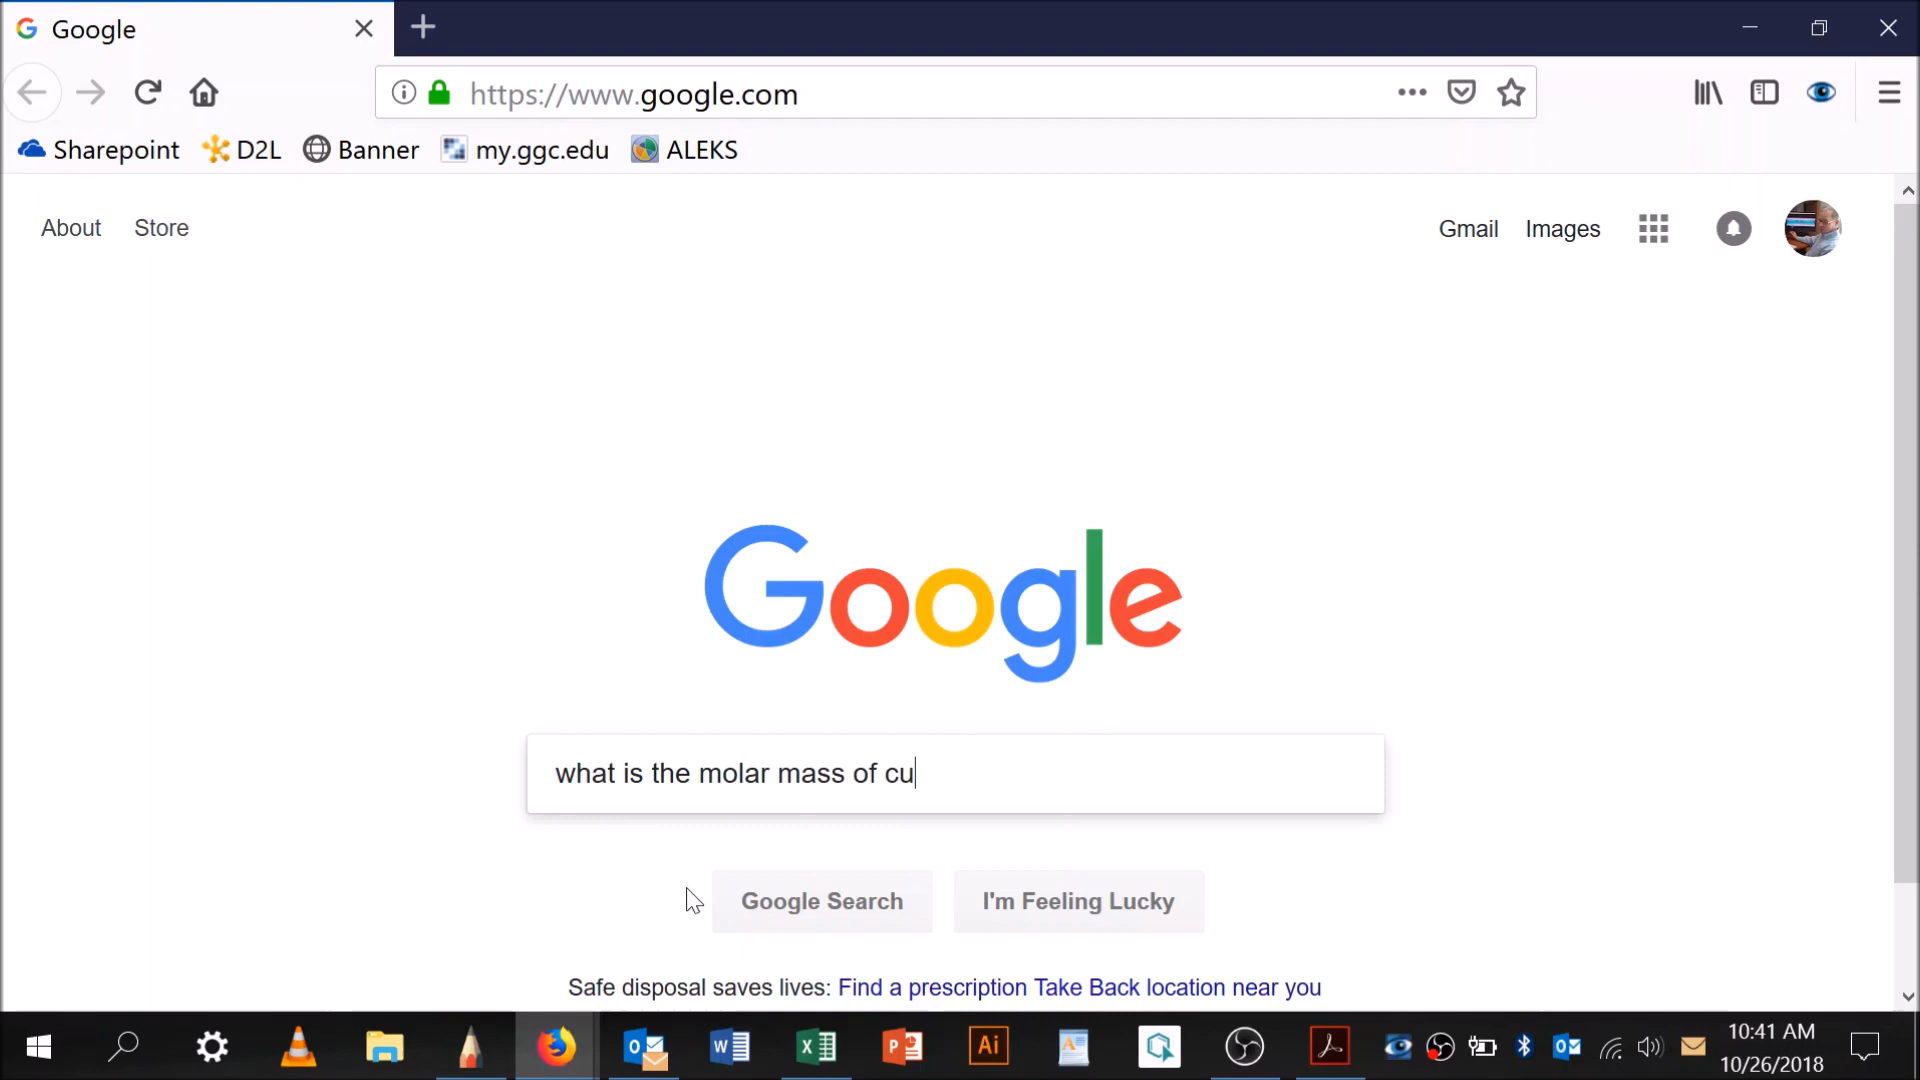 Google
https://www.google.com
Sharepoint D2L Banner my.ggc.edu ALEKS
About Store Gmail Images
Google
what is the molar mass of cu
Google Search I'm Feeling Lucky
Safe disposal saves lives: Find a prescription Take Back location near you
10:41 AM
10/26/2018